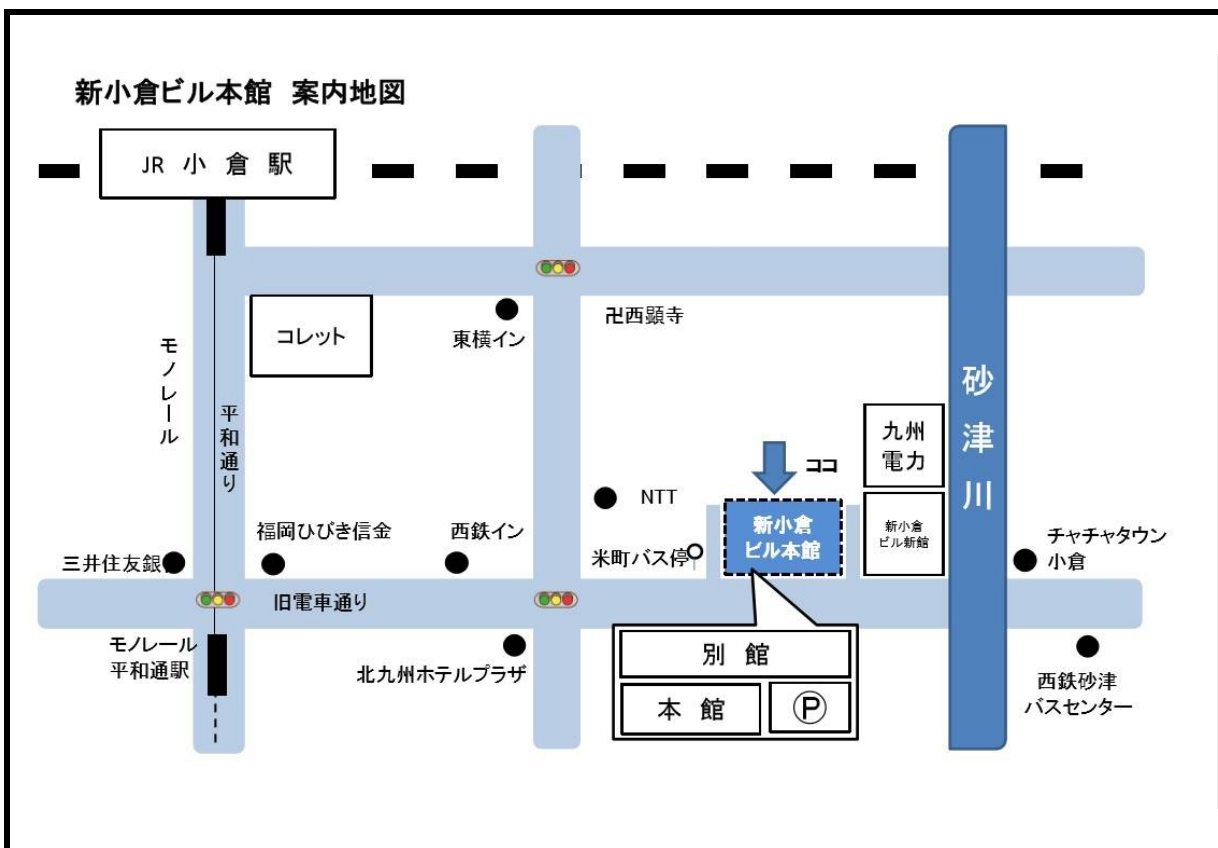 新小倉ビル本館 案内地図
JR 小 倉 駅
コレット
東横イン
卍西顕寺
モノレール
平和通り
砂津川
九州
電力
ココ
NTT
新小倉
ビル本館
新小倉
ビル新館
福岡ひびき信金
西鉄イン
米町バス停
チャチャタウン
小倉
三井住友銀
旧電車通り
モノレール
平和通駅
北九州ホテルプラザ
別 館
本 館
Ⓟ
西鉄砂津
バスセンター